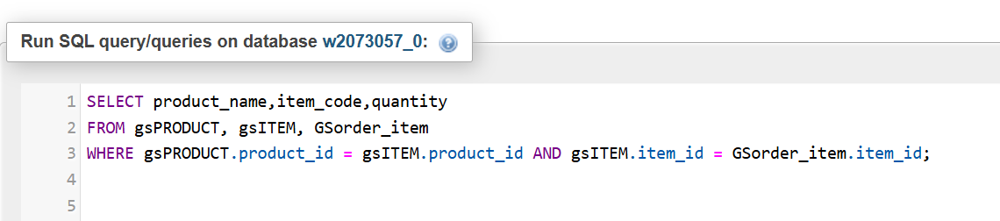 Run SQL query/queries on database w2073057_0:
1 SELECT product_name,item_code,quantity
2 FROM gsPRODUCT, gsITEM, GSorder_item
3 WHERE gsPRODUCT.product_id = gsITEM.product_id AND gsITEM.item_id = GSorder_item.item_id;
4
5